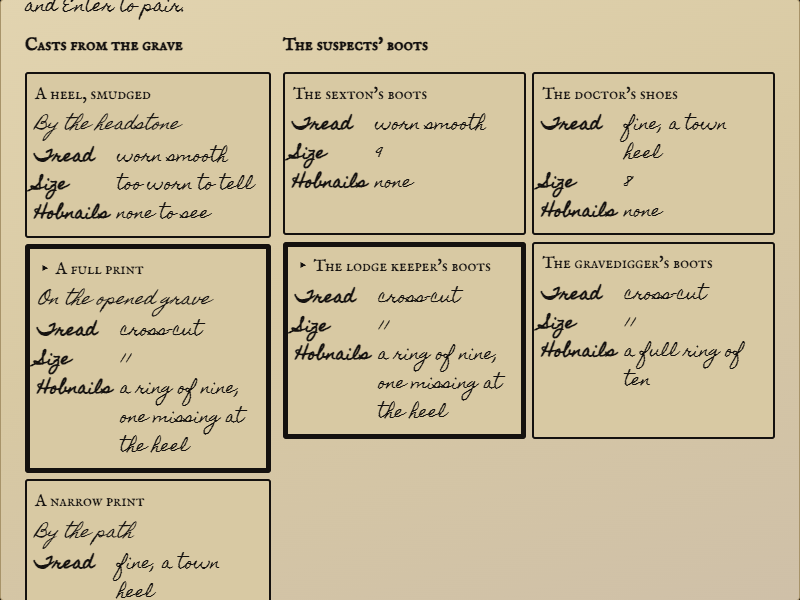 and Enter to pair.
Casts from the grave
A heel, smudged
By the headstone
Tread worn smooth
Size too worn to tell
Hobnails none to see
▸ A full print
On the opened grave
Tread cross-cut
Size 11
Hobnails a ring of nine,
one missing at
the heel
A narrow print
By the path
Tread fine, a town
heel
The suspects' boots
The sexton's boots
Tread worn smooth
Size 9
Hobnails none
The doctor's shoes
Tread fine, a town
heel
Size 8
Hobnails none
▸ The lodge keeper's boots
Tread cross-cut
Size 11
Hobnails a ring of nine,
one missing at
the heel
The gravedigger's boots
Tread cross-cut
Size 11
Hobnails a full ring of
ten